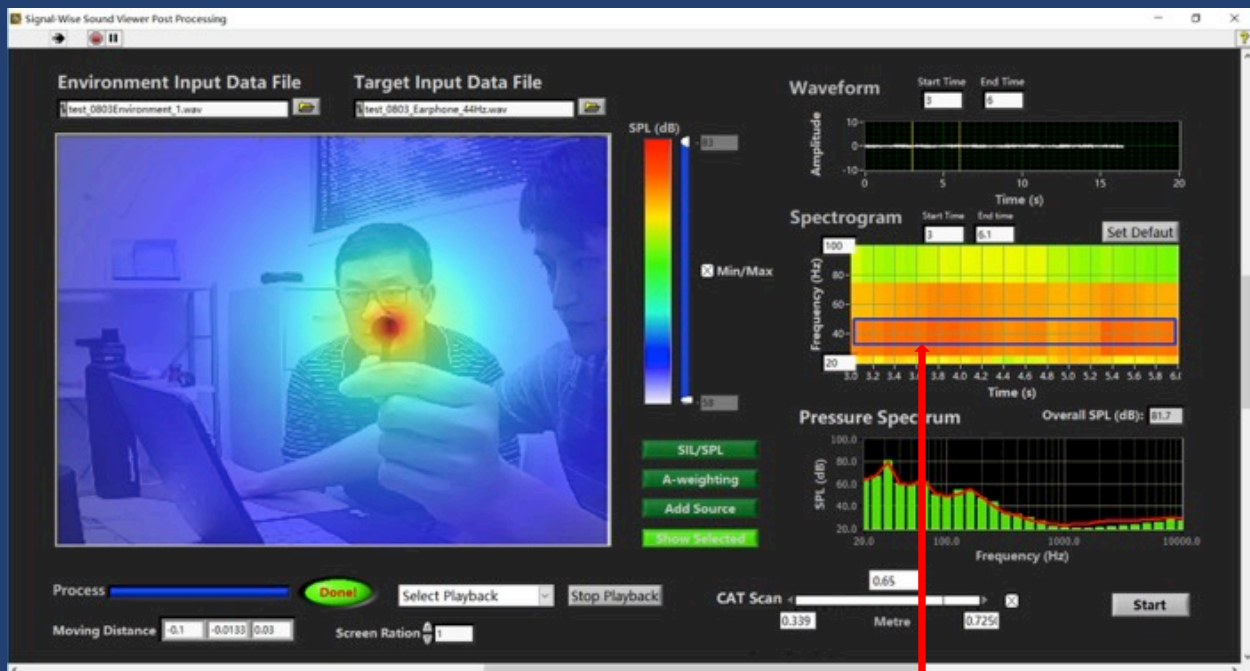 Signal-Wise Sound Viewer Post Processing
Environment Input Data File
Target Input Data File
test_0803Environment_1.wav
test_0803_Earphone_44Hz.wav
SPL (dB)
83
58
Min/Max
SIL/SPL
A-weighting
Add Source
Show Selected
Waveform
Start Time
End Time
3
6
Amplitude
10
0
-10
0 5 10 15 20
Time (s)
Spectrogram
Start Time
End time
3
6.1
Set Defaut
Frequency (Hz)
100
80
60
40
20
3.0 3.2 3.4 3.8 4.0 4.2 4.4 4.6 4.8 5.0 5.2 5.4 5.6 5.8
Time (s)
Pressure Spectrum
Overall SPL (dB): 81.7
SPL (dB)
100.0
80.0
60.0
40.0
20.0
20.0 100.0 1000.0 10000.0
Frequency (Hz)
Process
Done!
Select Playback
Stop Playback
Moving Distance -0.1 -0.0133 0.03
Screen Ration 1
CAT Scan
0.65
0.339
Metre
Start